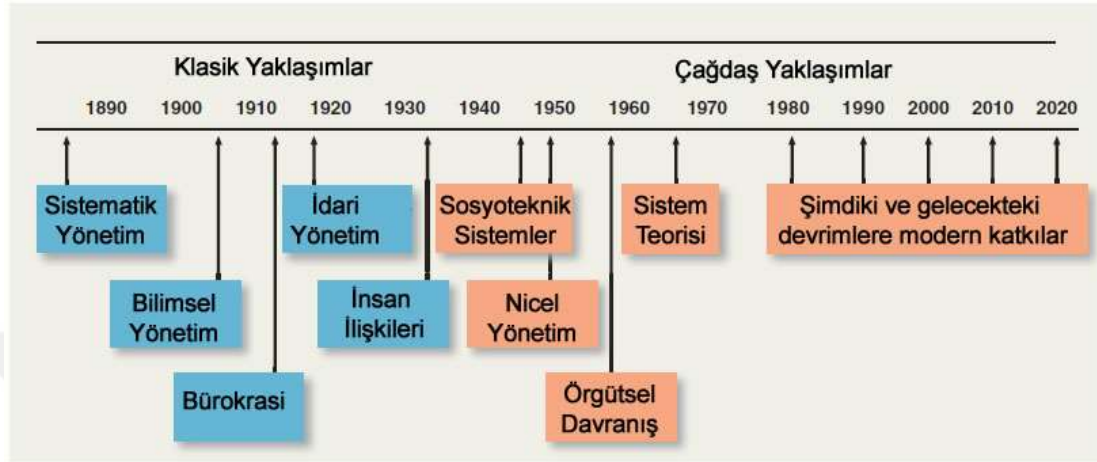 Klasik Yaklaşımlar
Çağdaş Yaklaşımlar
1890 1900 1910 1920 1930 1940 1950 1960 1970 1980 1990 2000 2010 2020
Sistematik
Yönetim
İdari
Yönetim
Sosyoteknik
Sistemler
Sistem
Teorisi
Şimdiki ve gelecekteki
devrimlere modern katkılar
Bilimsel
Yönetim
İnsan
İlişkileri
Nicel
Yönetim
Bürokrasi
Örgütsel
Davranış